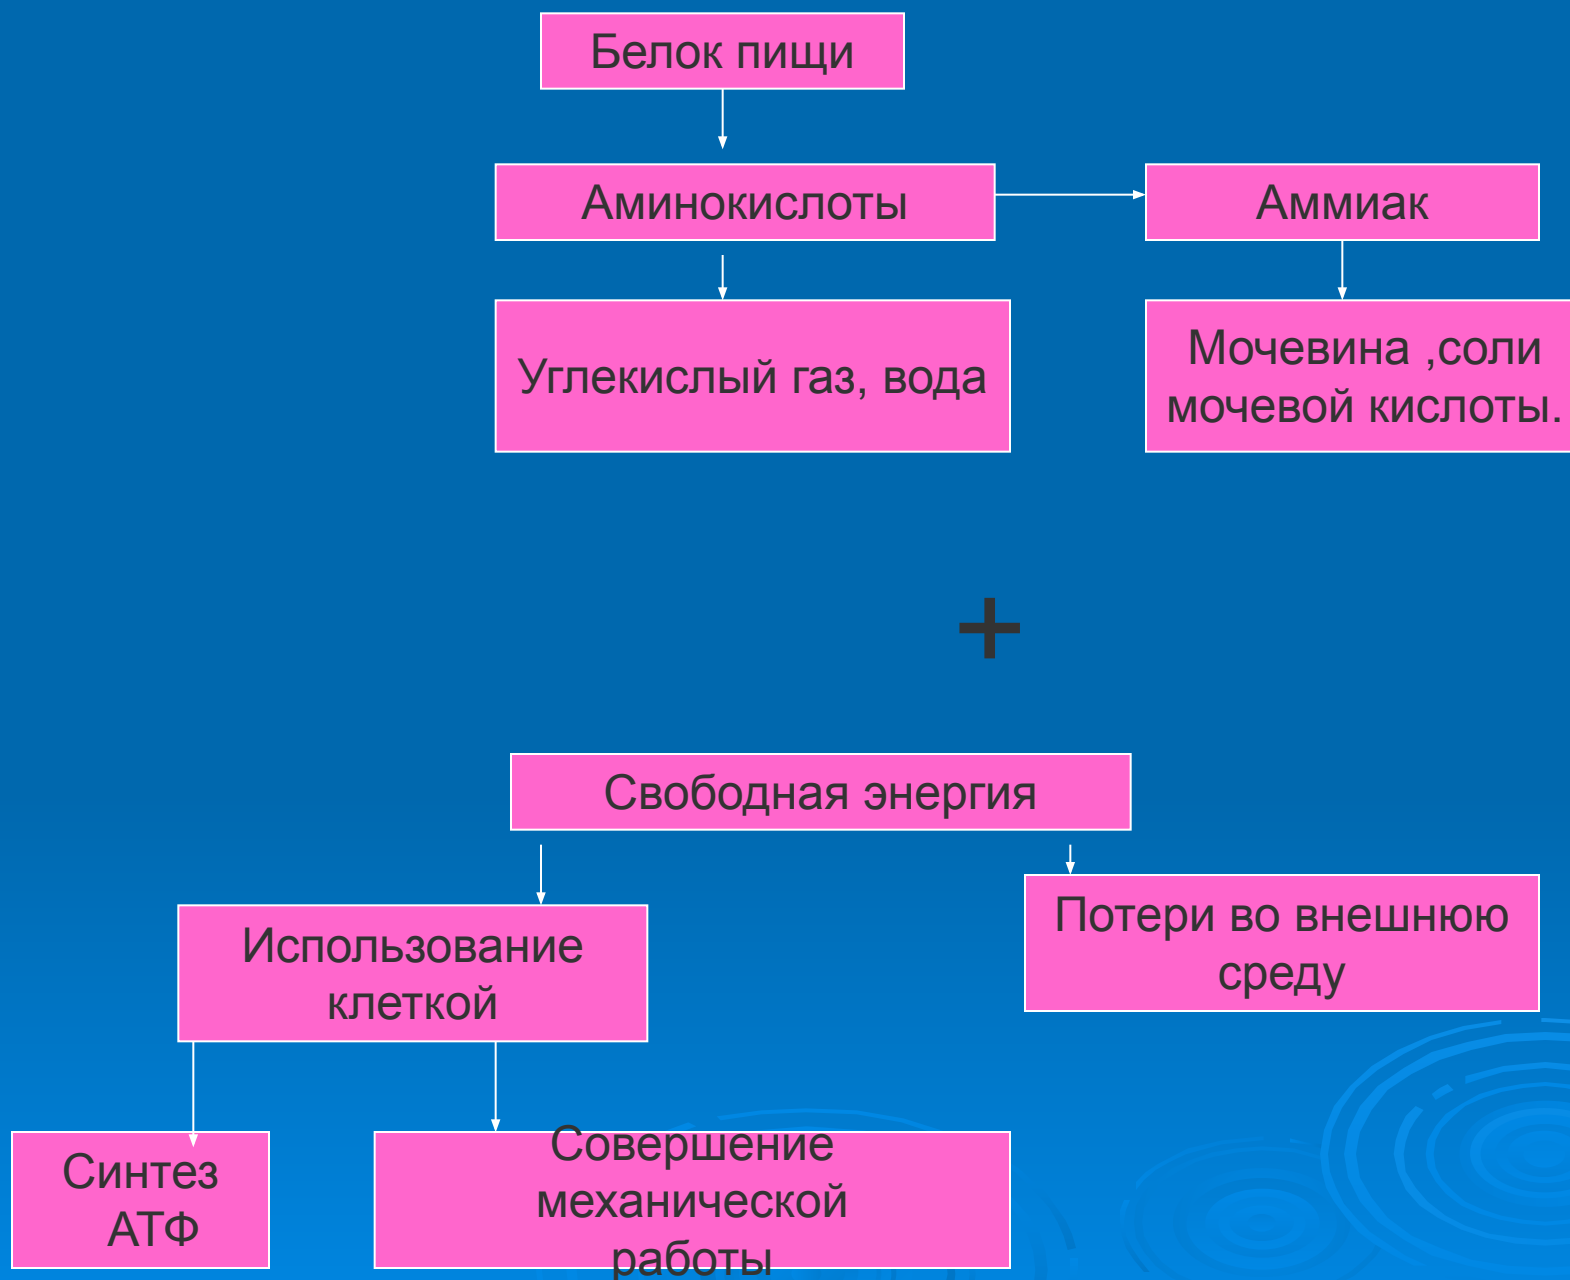 Белок пищи
Аминокислоты
Аммиак
Углекислый газ, вода
Мочевина ,соли
мочевой кислоты.
+
Свободная энергия
Использование
клеткой
Потери во внешнюю
среду
Синтез
АТФ
Совершение
механической
работы